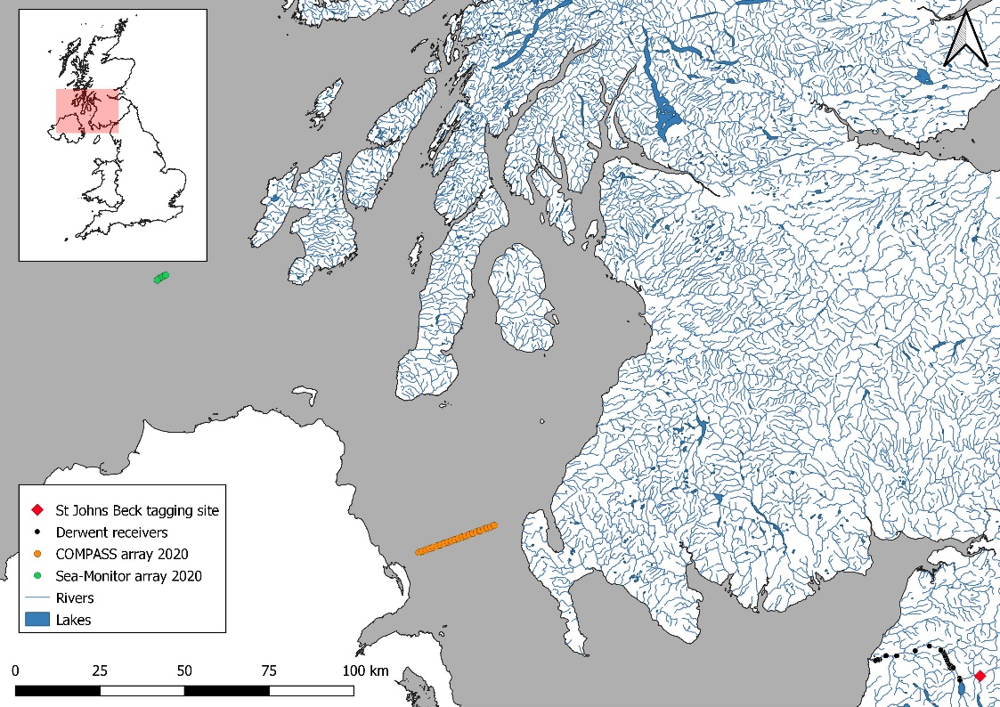 St Johns Beck tagging site
Derwent receivers
COMPASS array 2020
Sea-Monitor array 2020
Rivers
Lakes
0 25 50 75 100 km